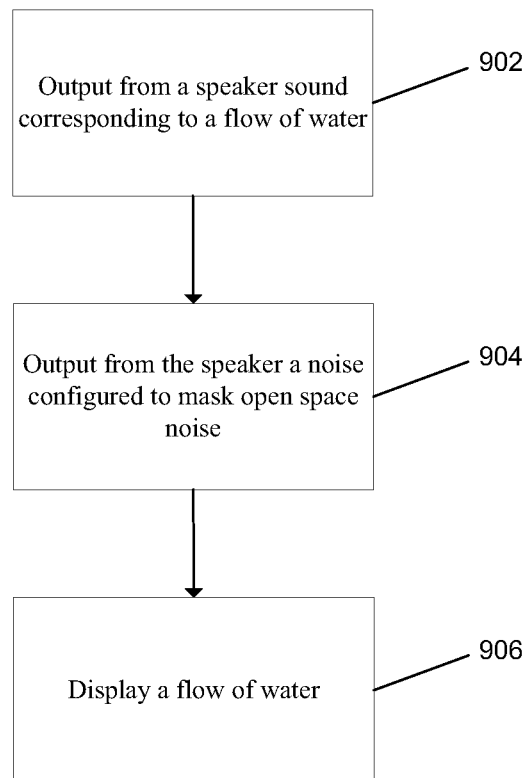 Output from a speaker sound
corresponding to a flow of water
902
Output from the speaker a noise
configured to mask open space
noise
904
Display a flow of water
906